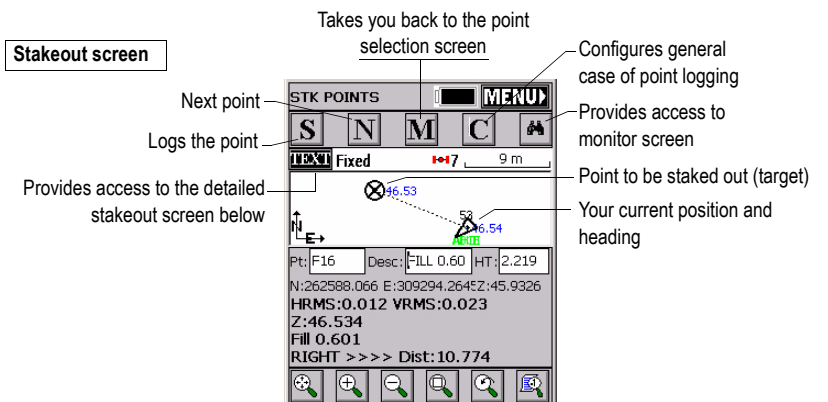 Takes you back to the point
selection screen
Stakeout screen
Configures general
case of point logging
Next point
Logs the point
Provides access to
monitor screen
Provides access to the detailed
stakeout screen below
Point to be staked out (target)
Your current position and
heading
STK POINTS MENU
S N M C
TEXT Fixed 7 9 m
46.53
53
46.54
N
E
Pt: F16 Desc: FILL 0.60 HT: 2.219
N:262588.066 E:309294.2645Z:45.9326
HRMS:0.012 VRMS:0.023
Z:46.534
Fill 0.601
RIGHT >>>> Dist:10.774